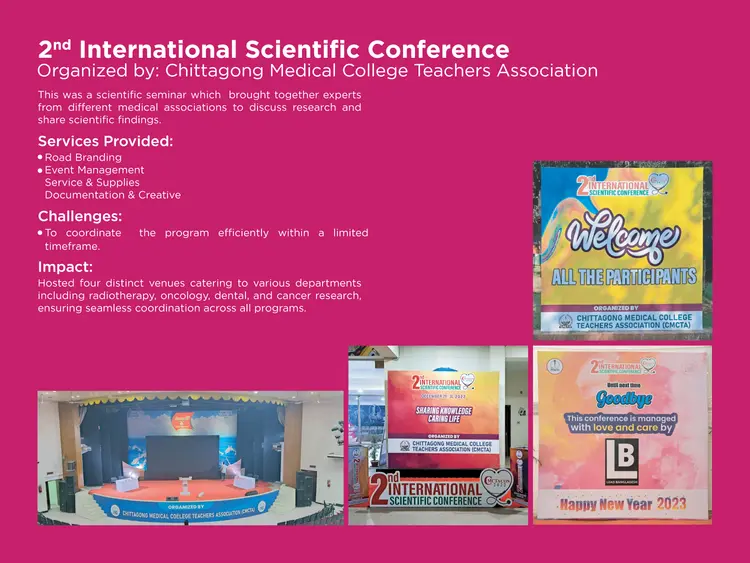 2nd International Scientific Conference
Organized by: Chittagong Medical College Teachers Association
This was a scientific seminar which brought together experts
from different medical associations to discuss research and
share scientific findings.
Services Provided:
• Road Branding
• Event Management
Service & Supplies
Documentation & Creative
Challenges:
• To coordinate the program efficiently within a limited
timeframe.
Impact:
Hosted four distinct venues catering to various departments
including radiotherapy, oncology, dental, and cancer research,
ensuring seamless coordination across all programs.
2nd
INTERNATIONAL
SCIENTIFIC CONFERENCE
Welcome
ALL THE PARTICIPANTS
ORGANIZED BY
CHITTAGONG MEDICAL COLLEGE
TEACHERS ASSOCIATION (CMCTA)
ORGANIZED BY
CHITTAGONG MEDICAL COLLEGE TEACHERS ASSOCIATION (CMCTA)
2nd
INTERNATIONAL
SCIENTIFIC CONFERENCE
SHARING KNOWLEDGE
CARING LIFE
ORGANIZED BY
CHITTAGONG MEDICAL COLLEGE
TEACHERS ASSOCIATION (CMCTA)
2nd
INTERNATIONAL
SCIENTIFIC CONFERENCE
2nd
INTERNATIONAL
SCIENTIFIC CONFERENCE
Until next time
Goodbye
This conference is managed
with love and care by
LB
Happy New Year 2023